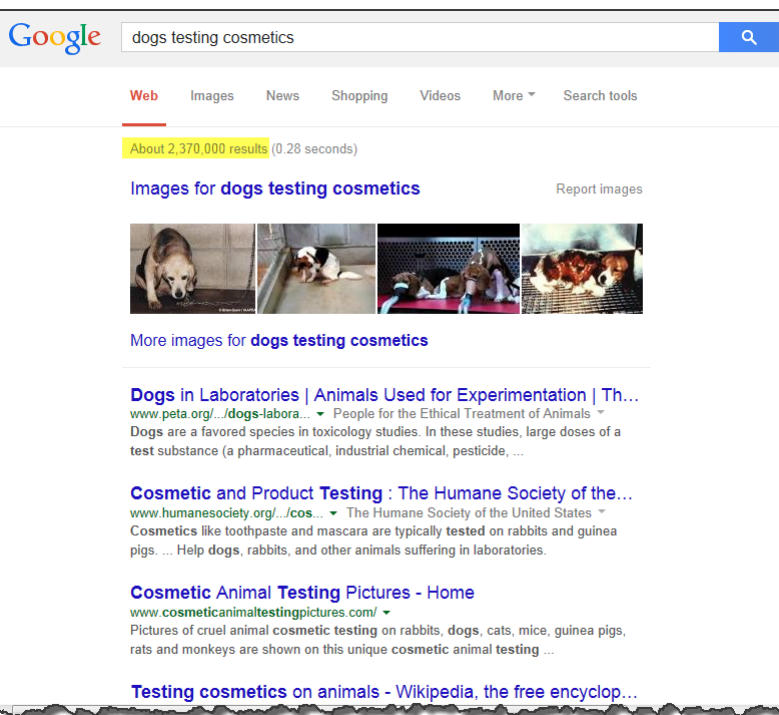 Google
dogs testing cosmetics
Web Images News Shopping Videos More Search tools
About 2,370,000 results (0.28 seconds)
Images for dogs testing cosmetics Report images
More images for dogs testing cosmetics
Dogs in Laboratories | Animals Used for Experimentation | Th...
www.peta.org/.../dogs-labora... People for the Ethical Treatment of Animals
Dogs are a favored species in toxicology studies. In these studies, large doses of a
test substance (a pharmaceutical, industrial chemical, pesticide, ...
Cosmetic and Product Testing : The Humane Society of the...
www.humanesociety.org/.../cos... The Humane Society of the United States
Cosmetics like toothpaste and mascara are typically tested on rabbits and guinea
pigs. ... Help dogs, rabbits, and other animals suffering in laboratories.
Cosmetic Animal Testing Pictures - Home
www.cosmeticanimaltestingpictures.com/
Pictures of cruel animal cosmetic testing on rabbits, dogs, cats, mice, guinea pigs,
rats and monkeys are shown on this unique cosmetic animal testing ...
Testing cosmetics on animals - Wikipedia, the free encyclop...